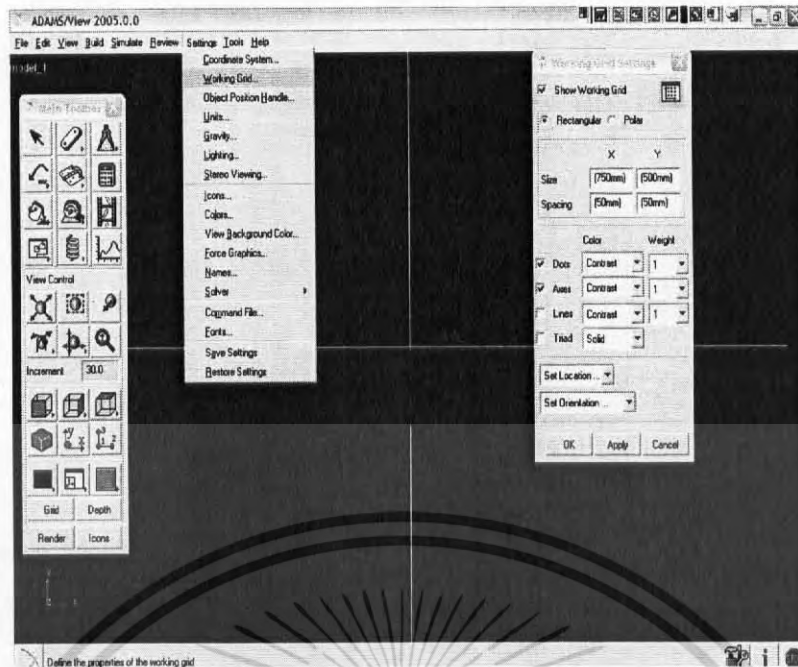 ADAMS/View 2005.0.0
File Edit View Build Simulate Review Settings Tools Help
model_1
Main Toolbox
View Control
Increment 30.0
Grid Depth
Render Icons
Coordinate System...
Working Grid...
Object Position Handle...
Units...
Gravity...
Lighting...
Stereo Viewing...
Icons...
Colors...
View Background Color...
Force Graphics...
Names...
Solver
Command File...
Fonts...
Save Settings
Restore Settings
Working Grid Settings
Show Working Grid
Rectangular Polar
X Y
Size (750mm) (500mm)
Spacing (50mm) (50mm)
Color Weight
Dots Contrast 1
Axes Contrast 1
Lines Contrast 1
Triad Solid
Set Location...
Set Orientation...
OK Apply Cancel
Define the properties of the working grid